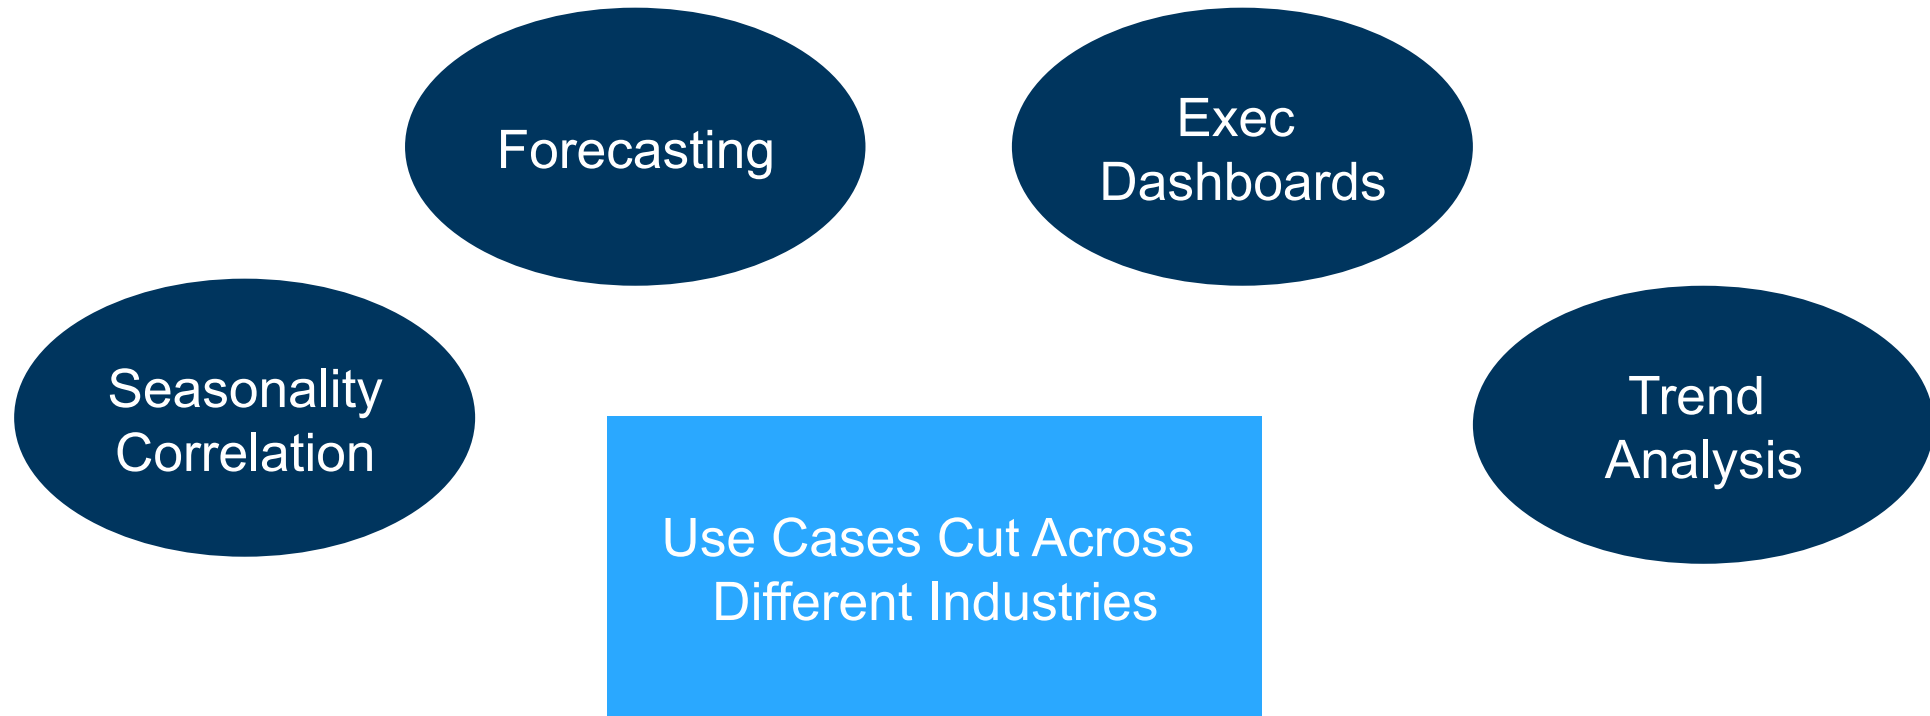 Forecasting
Exec
Dashboards
Seasonality
Correlation
Trend
Analysis
Use Cases Cut Across
Different Industries